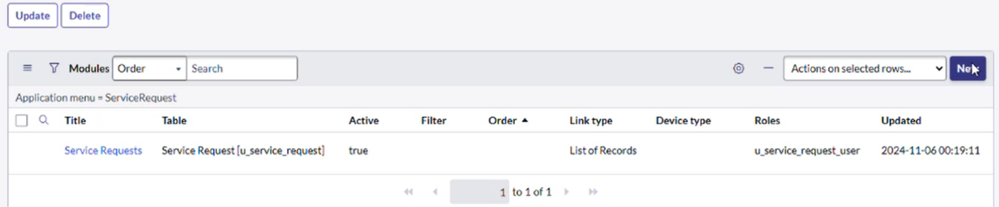 Update Delete
Modules Order Search Actions on selected rows... New
Application menu = ServiceRequest
Title Table Active Filter Order Link type Device type Roles Updated
Service Requests Service Request [u_service_request] true List of Records u_service_request_user 2024-11-06 00:19:11
1 to 1 of 1